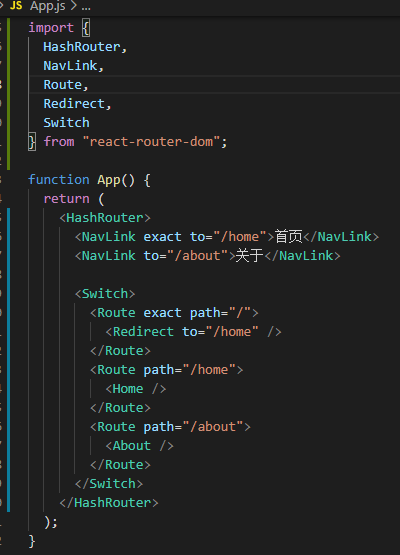 > JS App.js > ...
import {
  HashRouter,
  NavLink,
  Route,
  Redirect,
  Switch
} from "react-router-dom";
function App() {
  return (
    <HashRouter>
      <NavLink exact to="/home">首页</NavLink>
      <NavLink to="/about">关于</NavLink>
      <Switch>
        <Route exact path="/">
          <Redirect to="/home" />
        </Route>
        <Route path="/home">
          <Home />
        </Route>
        <Route path="/about">
          <About />
        </Route>
      </Switch>
    </HashRouter>
  );
}